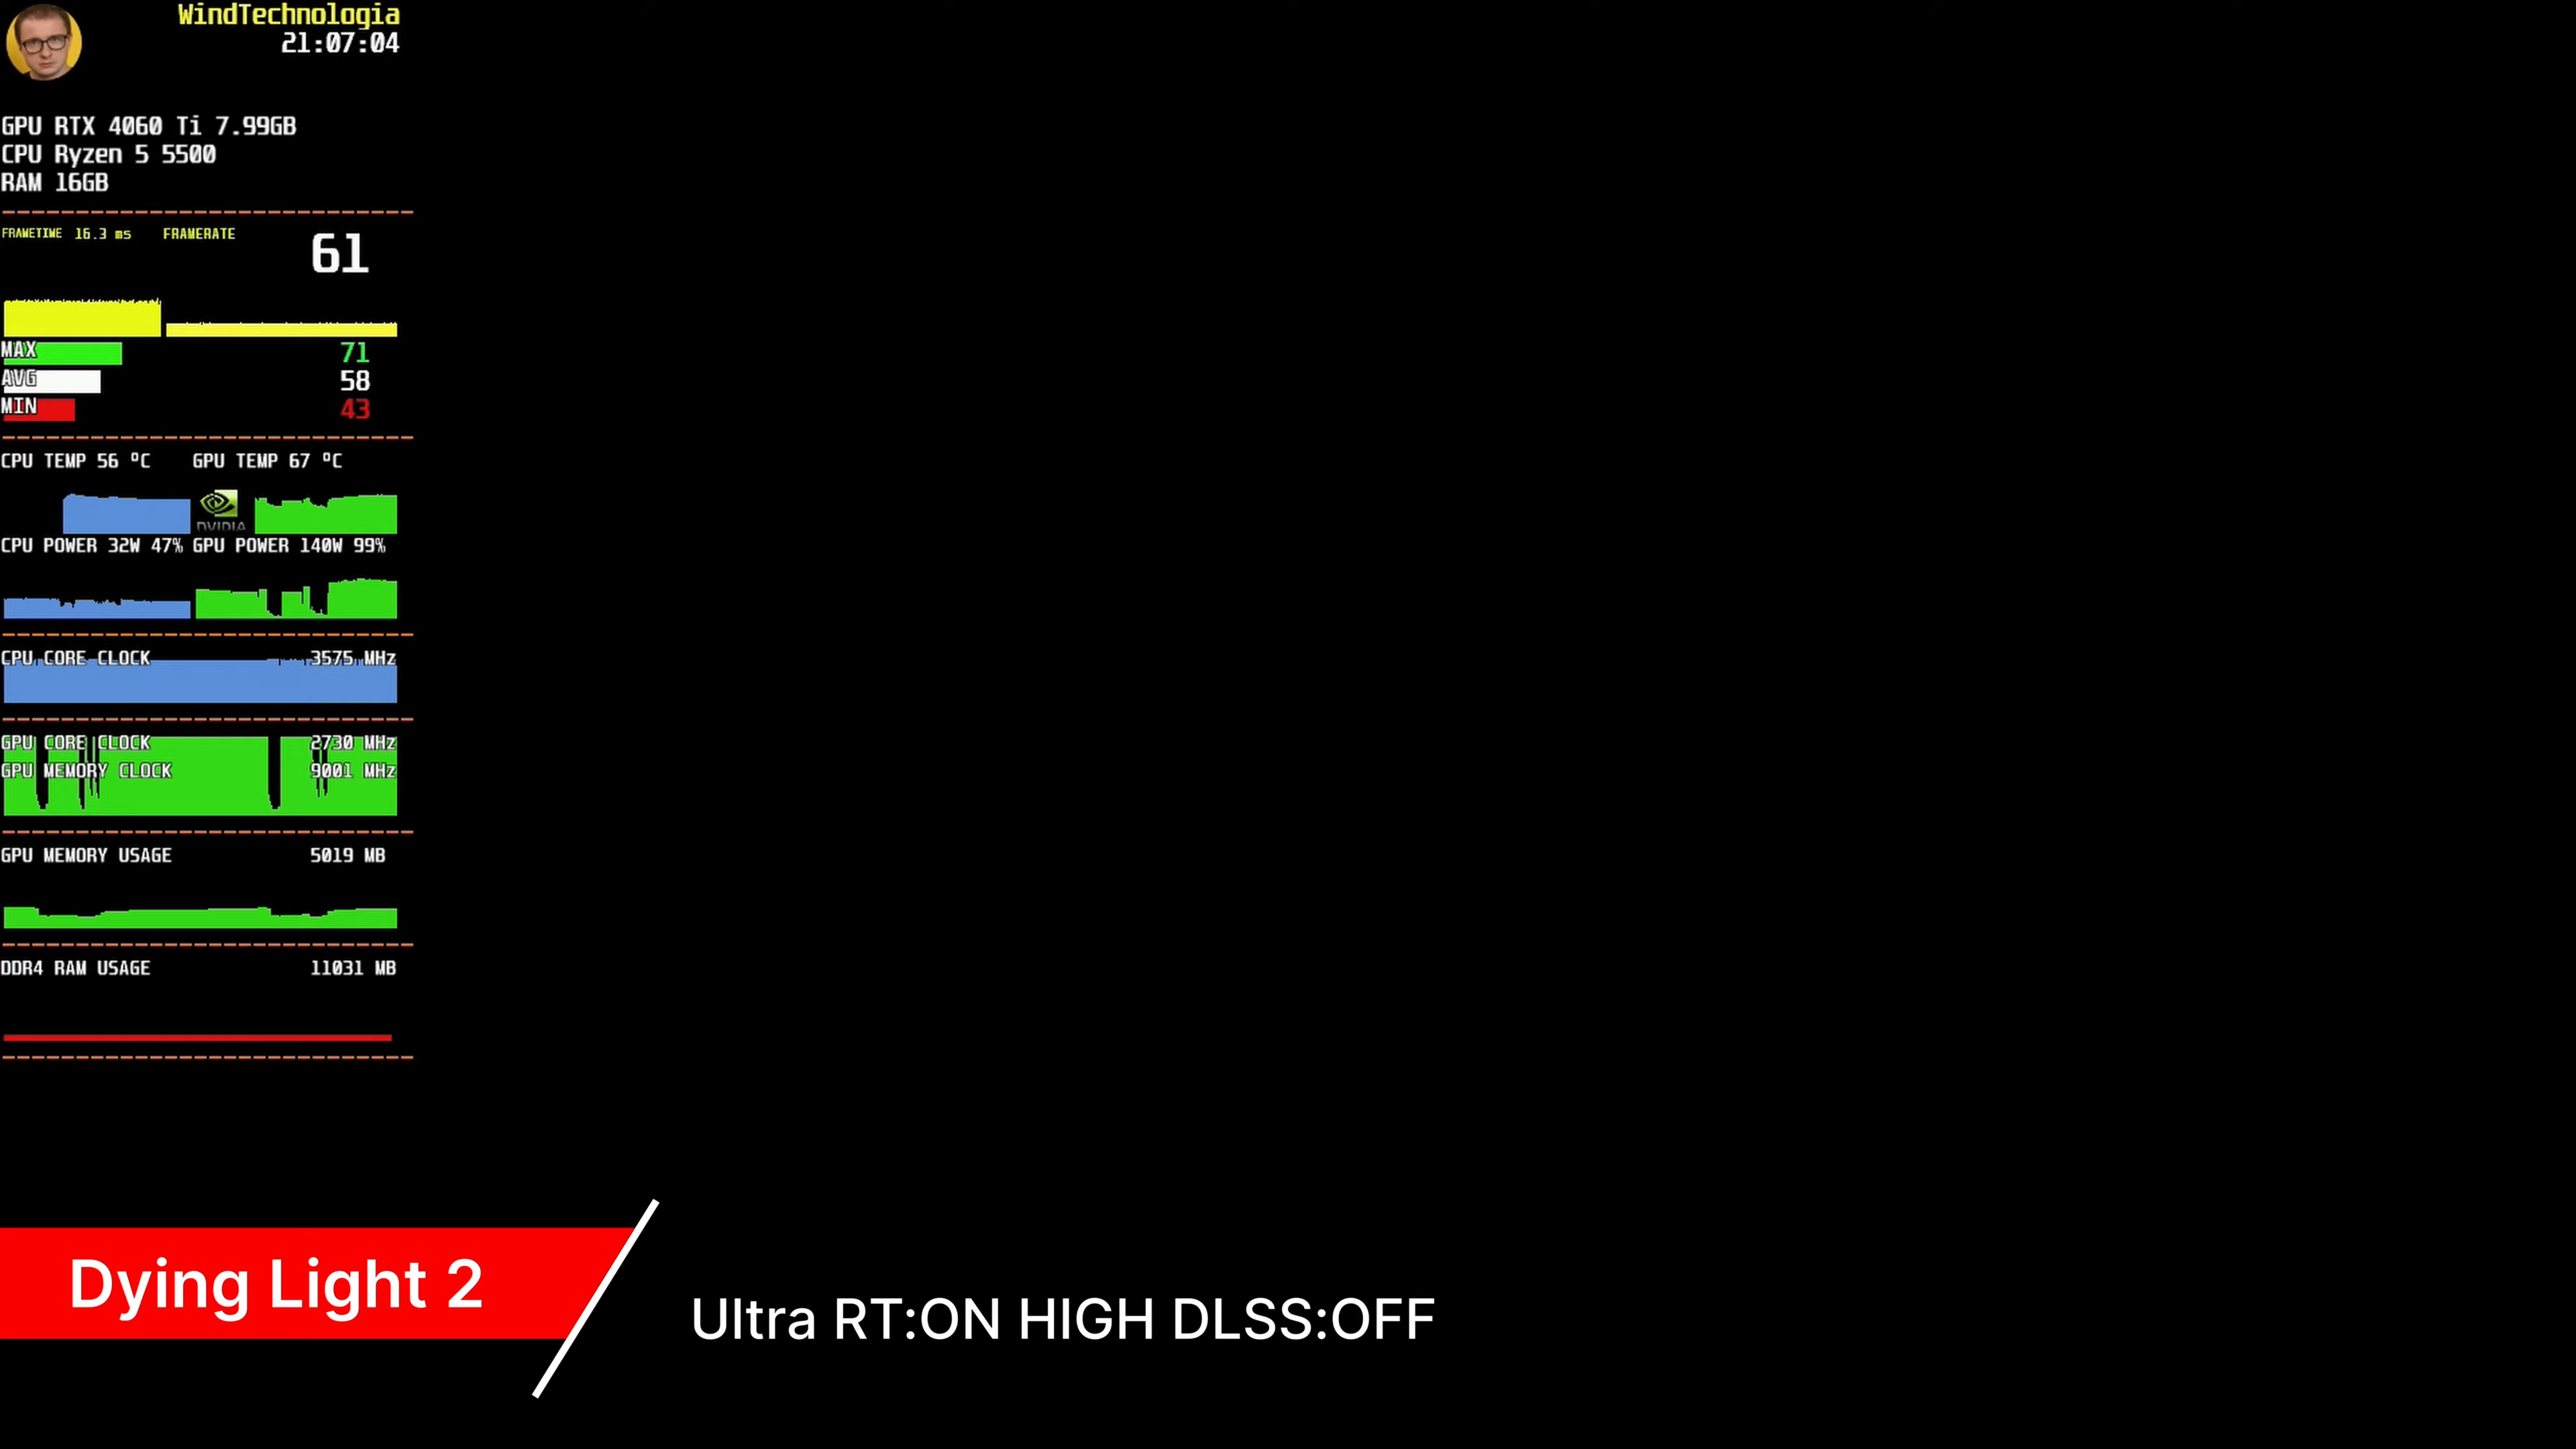 WindTechnologia
21:07:04
GPU RTX 4060 Ti 7.99GB
CPU Ryzen 5 5500
RAM 16GB
FRAMETIME 16.3 ms FRAMERATE 61
MAX 71
AVG 58
MIN 43
CPU TEMP 56 ºC GPU TEMP 67 ºC
NVIDIA
CPU POWER 32W 47% GPU POWER 140W 99%
CPU CORE CLOCK 3575 MHz
GPU CORE CLOCK 2730 MHz
GPU MEMORY CLOCK 9001 MHz
GPU MEMORY USAGE 5019 MB
DDR4 RAM USAGE 11031 MB
Dying Light 2
Ultra RT:ON HIGH DLSS:OFF